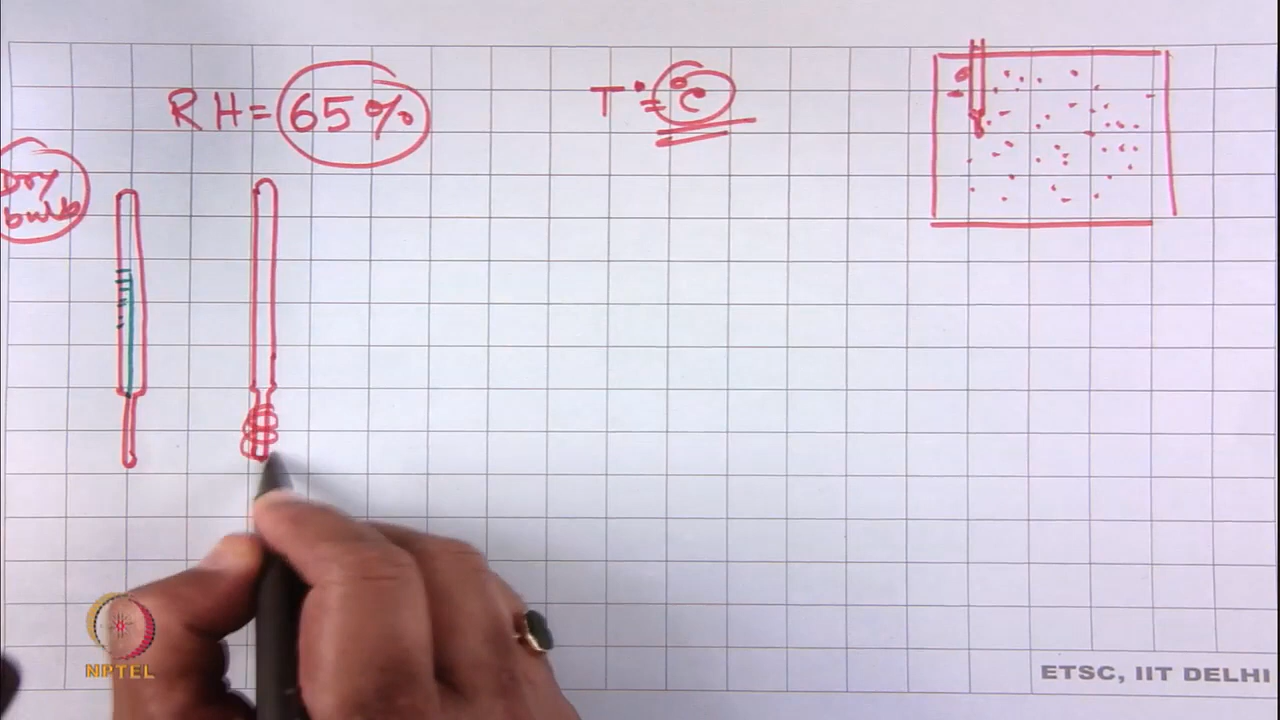 RH= 65%
T°= °C
Dry
bulb
NPTEL
ETSC, IIT DELHI